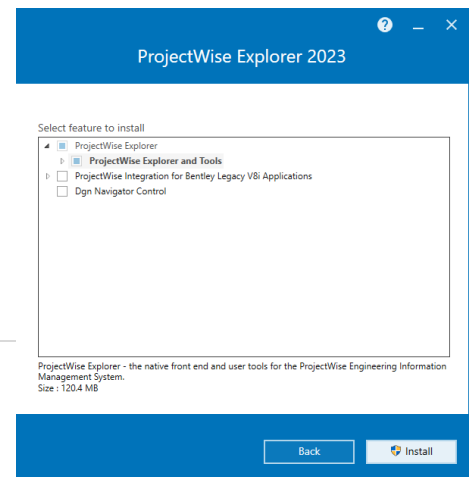 ProjectWise Explorer 2023
Select feature to install
ProjectWise Explorer
ProjectWise Explorer and Tools
ProjectWise Integration for Bentley Legacy V8i Applications
Dgn Navigator Control
ProjectWise Explorer - the native front end and user tools for the ProjectWise Engineering Information
Management System.
Size : 120.4 MB
Back
Install